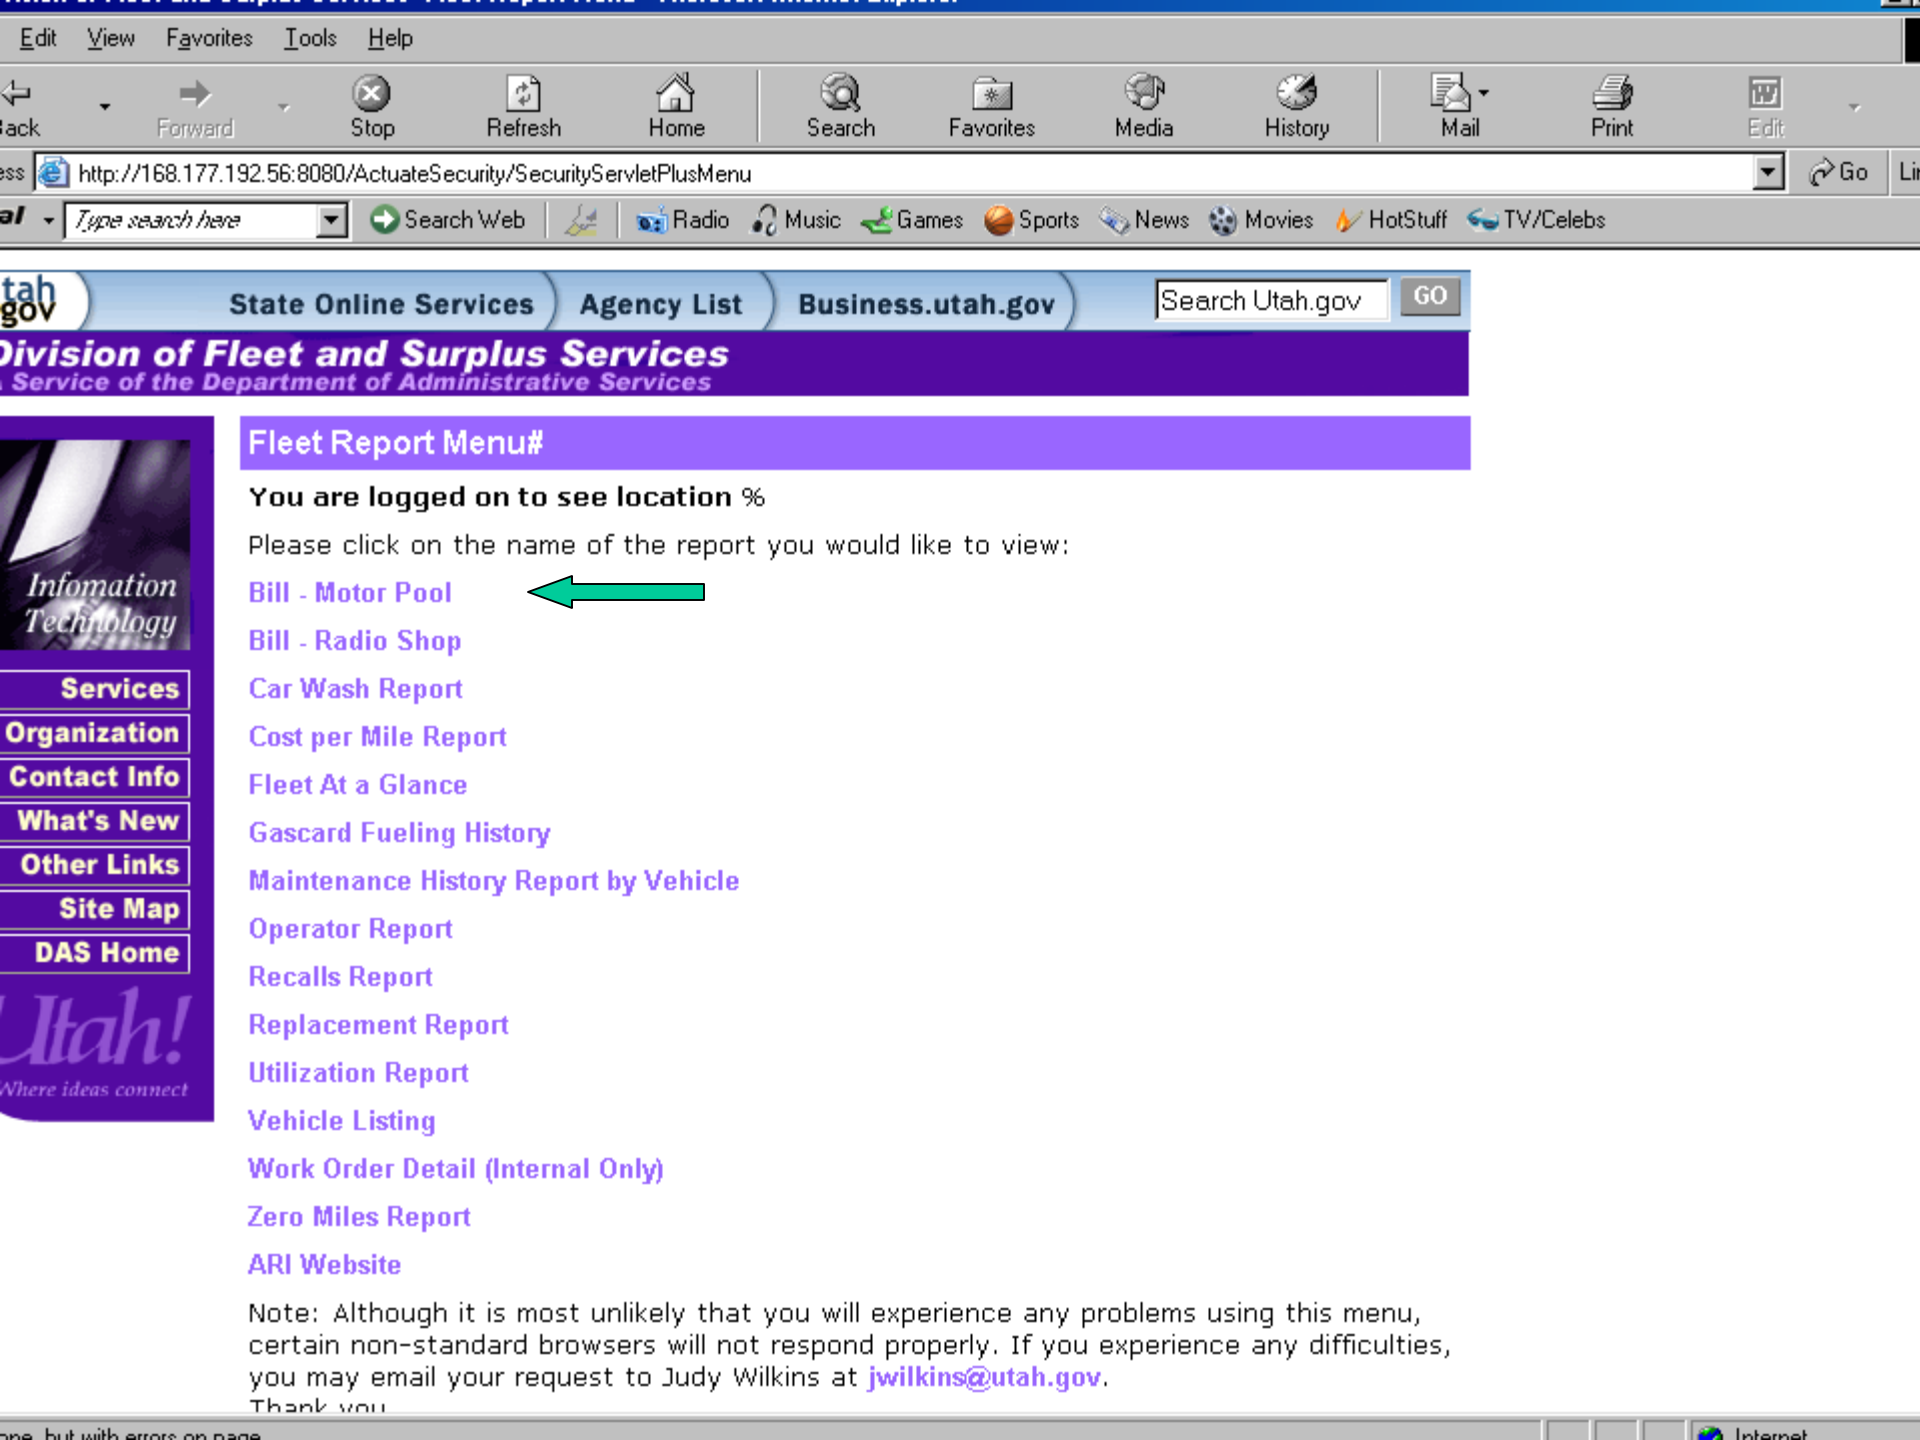 Edit View Favorites Tools Help
Back Forward Stop Refresh Home Search Favorites Media History Mail Print Edit
http://168.177.192.56:8080/ActuateSecurity/SecurityServletPlusMenu Go
Type search here Search Web Radio Music Games Sports News Movies HotStuff TV/Celebs
tah
gov
State Online Services Agency List Business.utah.gov Search Utah.gov GO
Division of Fleet and Surplus Services
A Service of the Department of Administrative Services
Infomation
Technology
Services
Organization
Contact Info
What's New
Other Links
Site Map
DAS Home
Utah!
Where ideas connect
Fleet Report Menu#
You are logged on to see location %
Please click on the name of the report you would like to view:
Bill - Motor Pool
Bill - Radio Shop
Car Wash Report
Cost per Mile Report
Fleet At a Glance
Gascard Fueling History
Maintenance History Report by Vehicle
Operator Report
Recalls Report
Replacement Report
Utilization Report
Vehicle Listing
Work Order Detail (Internal Only)
Zero Miles Report
ARI Website
Note: Although it is most unlikely that you will experience any problems using this menu,
certain non-standard browsers will not respond properly. If you experience any difficulties,
you may email your request to Judy Wilkins at jwilkins@utah.gov.
Thank you
but with errors on page
Internet